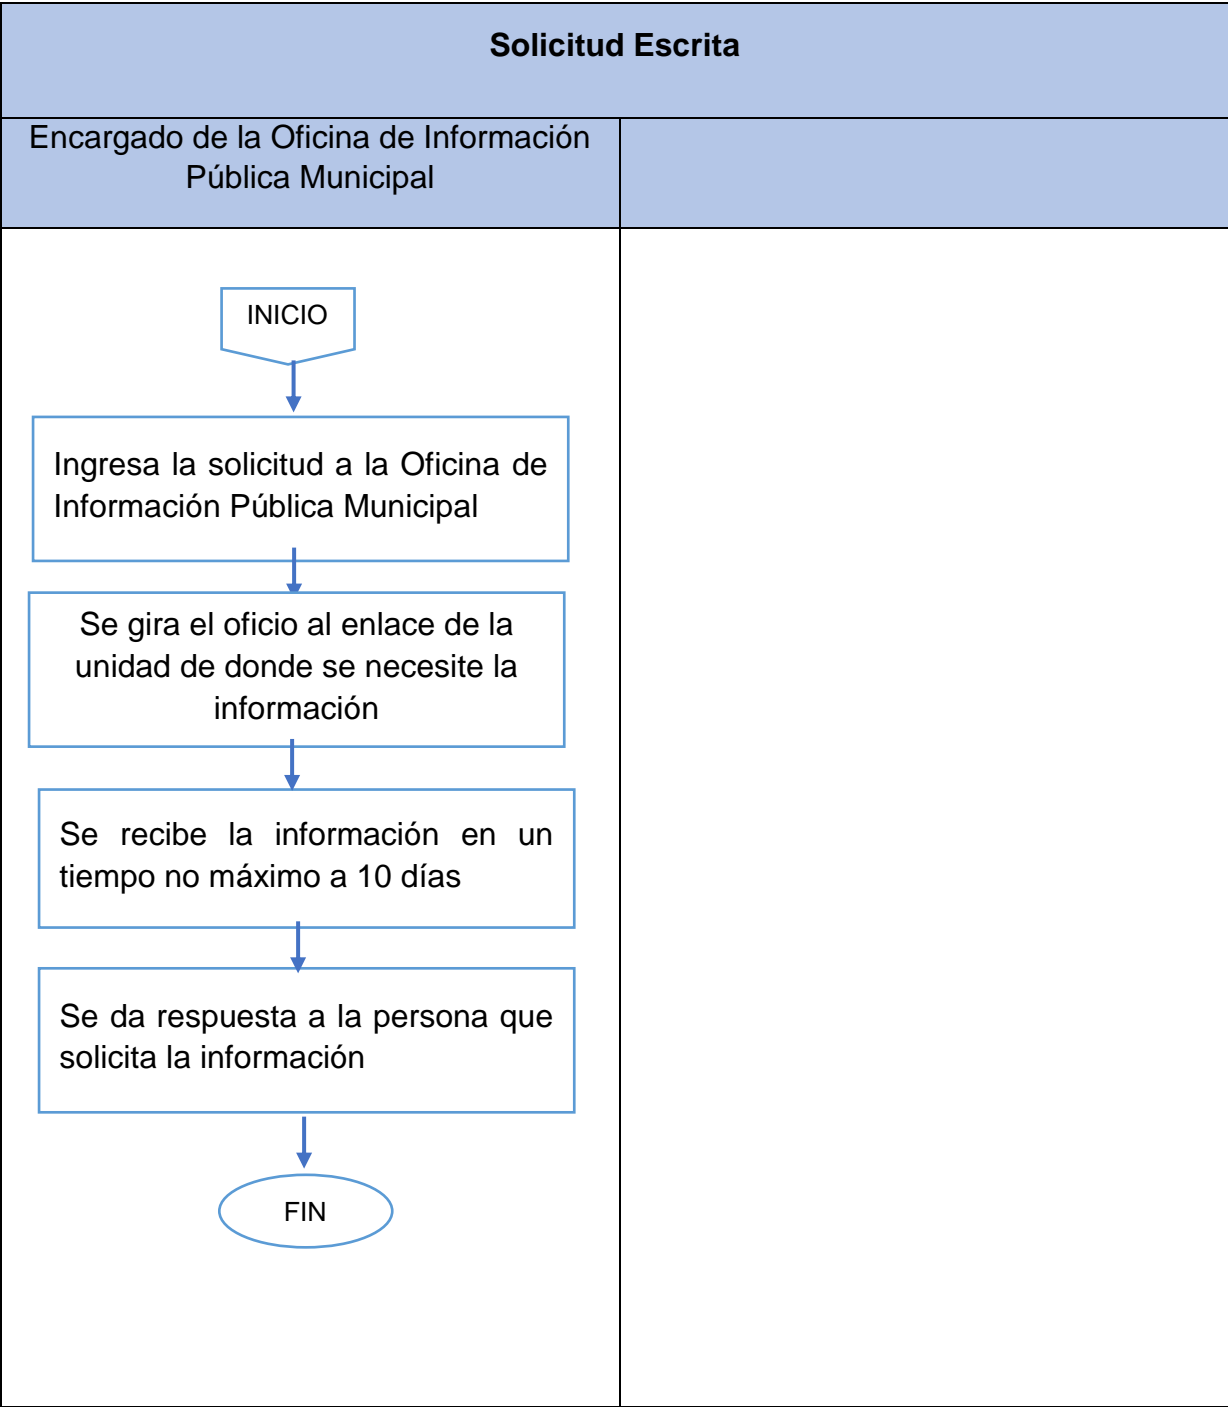 Solicitud Escrita
Encargado de la Oficina de Información
Pública Municipal
INICIO
Ingresa la solicitud a la Oficina de
Información Pública Municipal
Se gira el oficio al enlace de la
unidad de donde se necesite la
información
Se recibe la información en un
tiempo no máximo a 10 días
Se da respuesta a la persona que
solicita la información
FIN